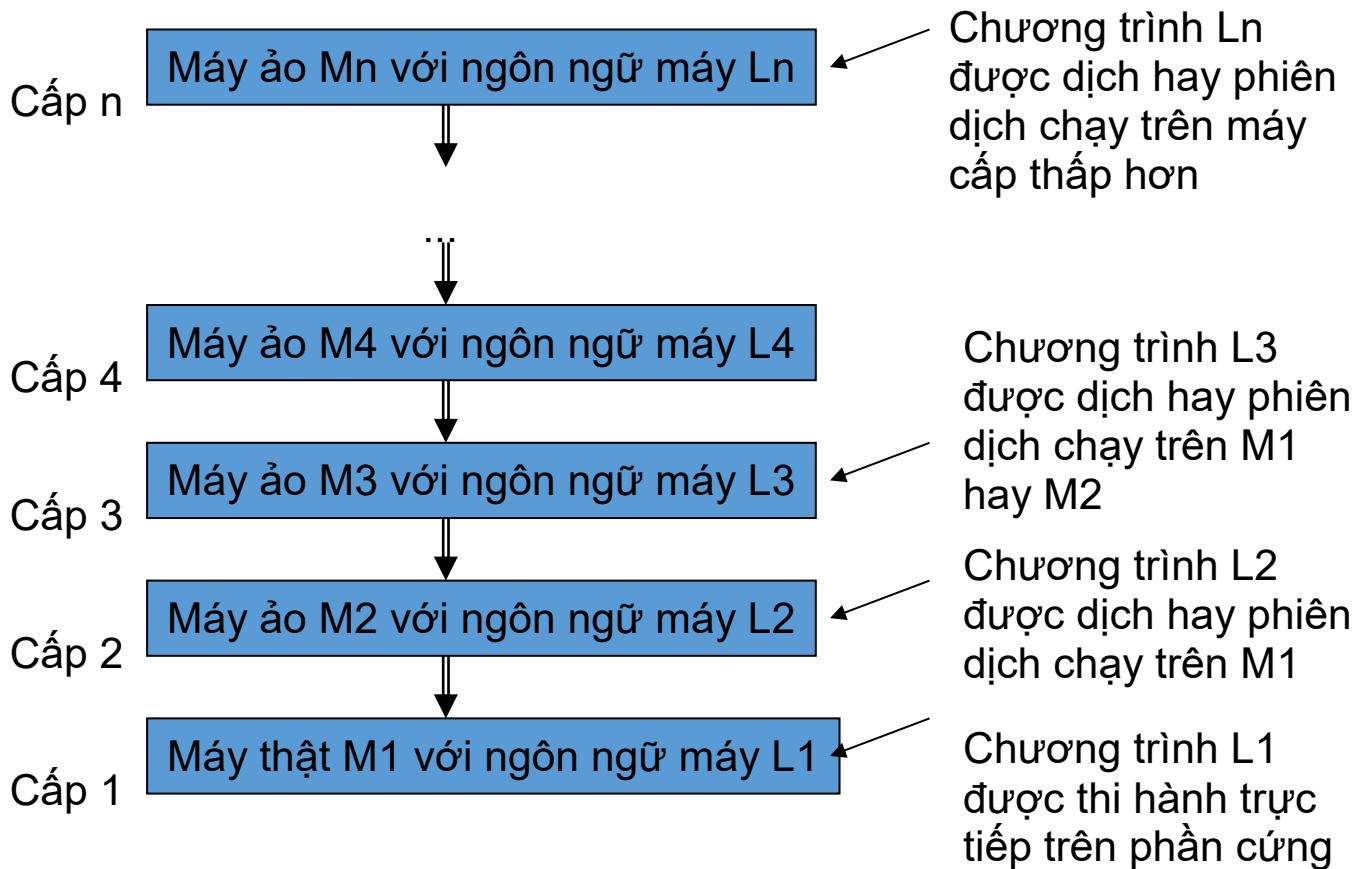 Máy ảo Mn với ngôn ngữ máy Ln
Cấp n
Chương trình Ln
được dịch hay phiên
dịch chạy trên máy
cấp thấp hơn
...
Máy ảo M4 với ngôn ngữ máy L4
Cấp 4
Máy ảo M3 với ngôn ngữ máy L3
Cấp 3
Chương trình L3
được dịch hay phiên
dịch chạy trên M1
hay M2
Máy ảo M2 với ngôn ngữ máy L2
Cấp 2
Chương trình L2
được dịch hay phiên
dịch chạy trên M1
Máy thật M1 với ngôn ngữ máy L1
Cấp 1
Chương trình L1
được thi hành trực
tiếp trên phần cứng